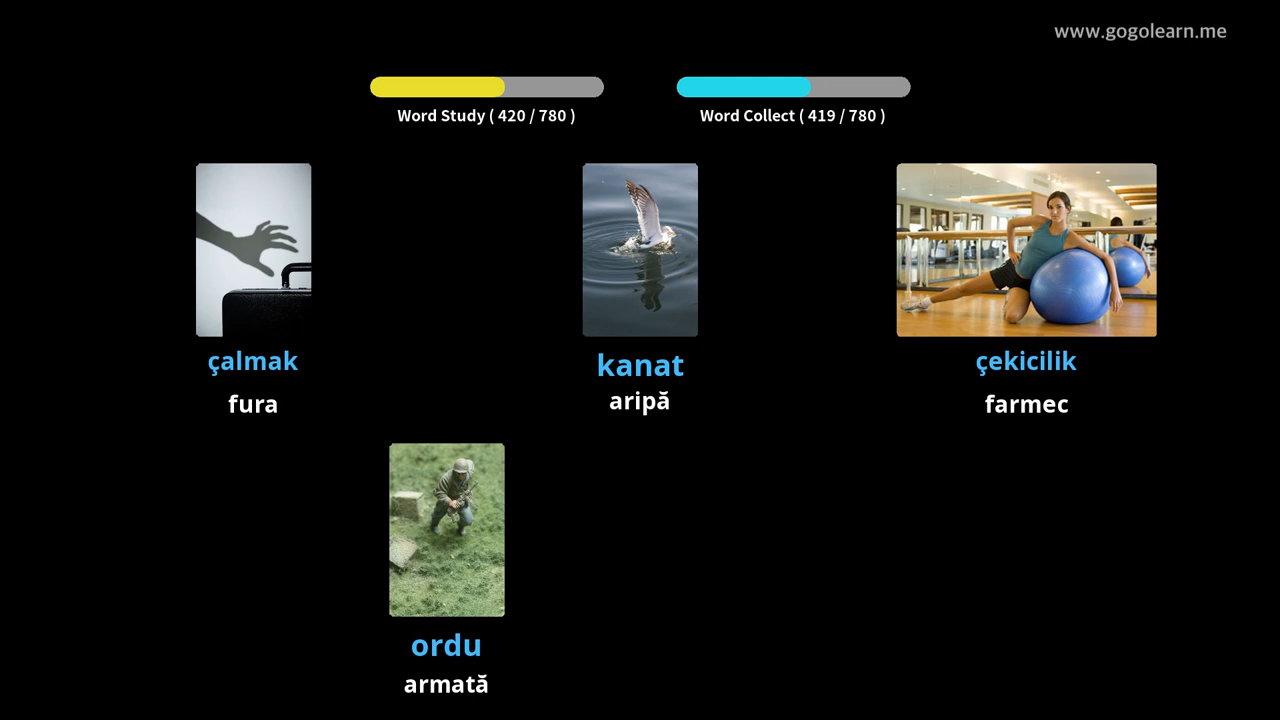 www.gogolearn.me
Word Study ( 420 / 780 )
Word Collect ( 419 / 780 )
çalmak
fura
kanat
aripă
çekicilik
farmec
ordu
armată